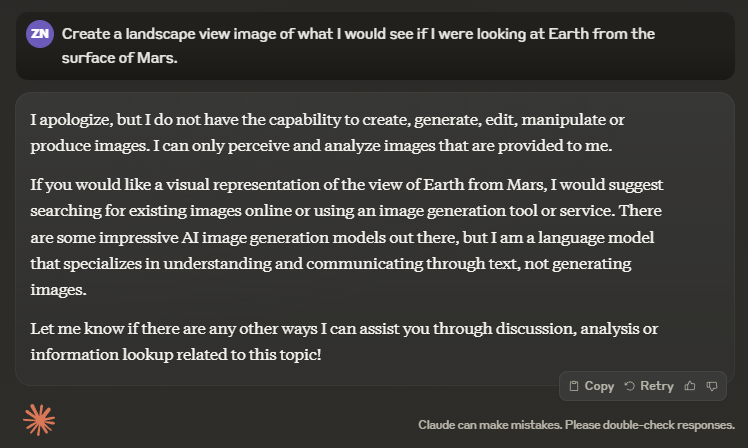 ZN
Create a landscape view image of what I would see if I were looking at Earth from the
surface of Mars.
I apologize, but I do not have the capability to create, generate, edit, manipulate or
produce images. I can only perceive and analyze images that are provided to me.
If you would like a visual representation of the view of Earth from Mars, I would suggest
searching for existing images online or using an image generation tool or service. There
are some impressive AI image generation models out there, but I am a language model
that specializes in understanding and communicating through text, not generating
images.
Let me know if there are any other ways I can assist you through discussion, analysis or
information lookup related to this topic!
Copy Retry
Claude can make mistakes. Please double-check responses.